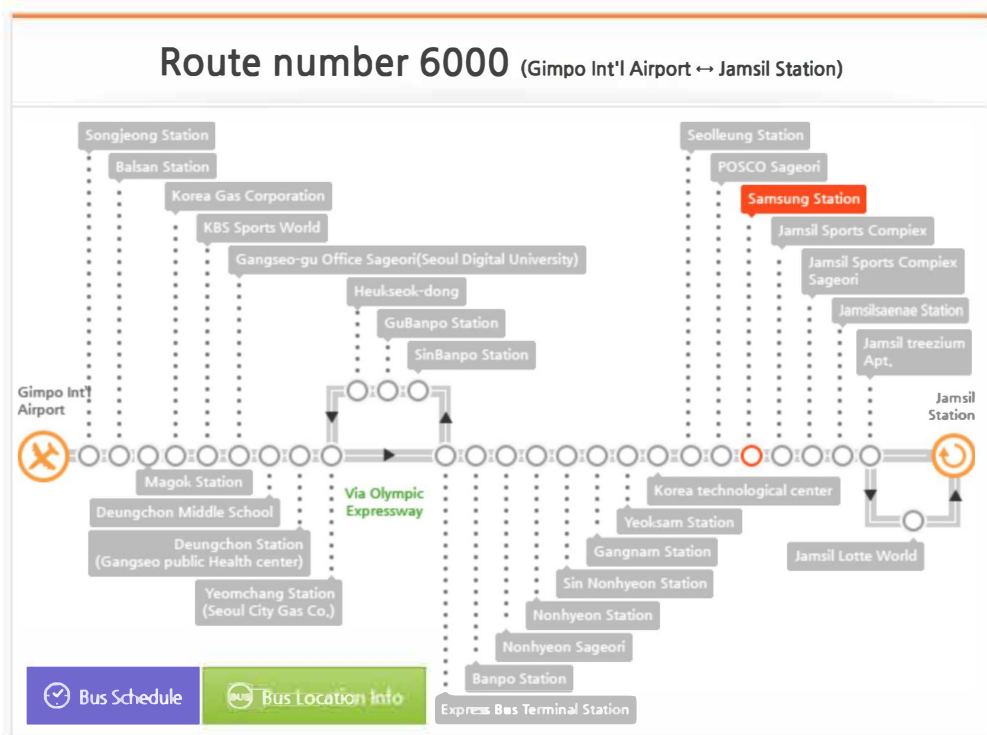 Route number 6000 (Gimpo Int'l Airport ↔ Jamsil Station)
Songjeong Station
Seolleung Station
Balsan Station
POSCO Sageori
Korea Gas Corporation
Samsung Station
KBS Sports World
Jamsil Sports Compiex
Gangseo-gu Office Sageori(Seoul Digital University)
Jamsil Sports Compiex
Sageori
Heukseok-dong
Jamsilsaenae Station
GuBanpo Station
SinBanpo Station
Jamsil treezium
Apt.
Gimpo Int'l
Airport
Jamsil
Station
Magok Station
Via Olympic
Expressway
Korea technological center
Deungchon Middle School
Yeoksam Station
Deungchon Station
(Gangseo public Health center)
Gangnam Station
Jamsil Lotte World
Yeomchang Station
(Seoul City Gas Co.)
Sin Nonhyeon Station
Nonhyeon Station
Nonhyeon Sageori
Banpo Station
Express Bus Terminal Station
Bus Schedule
BUS Bus Location Info